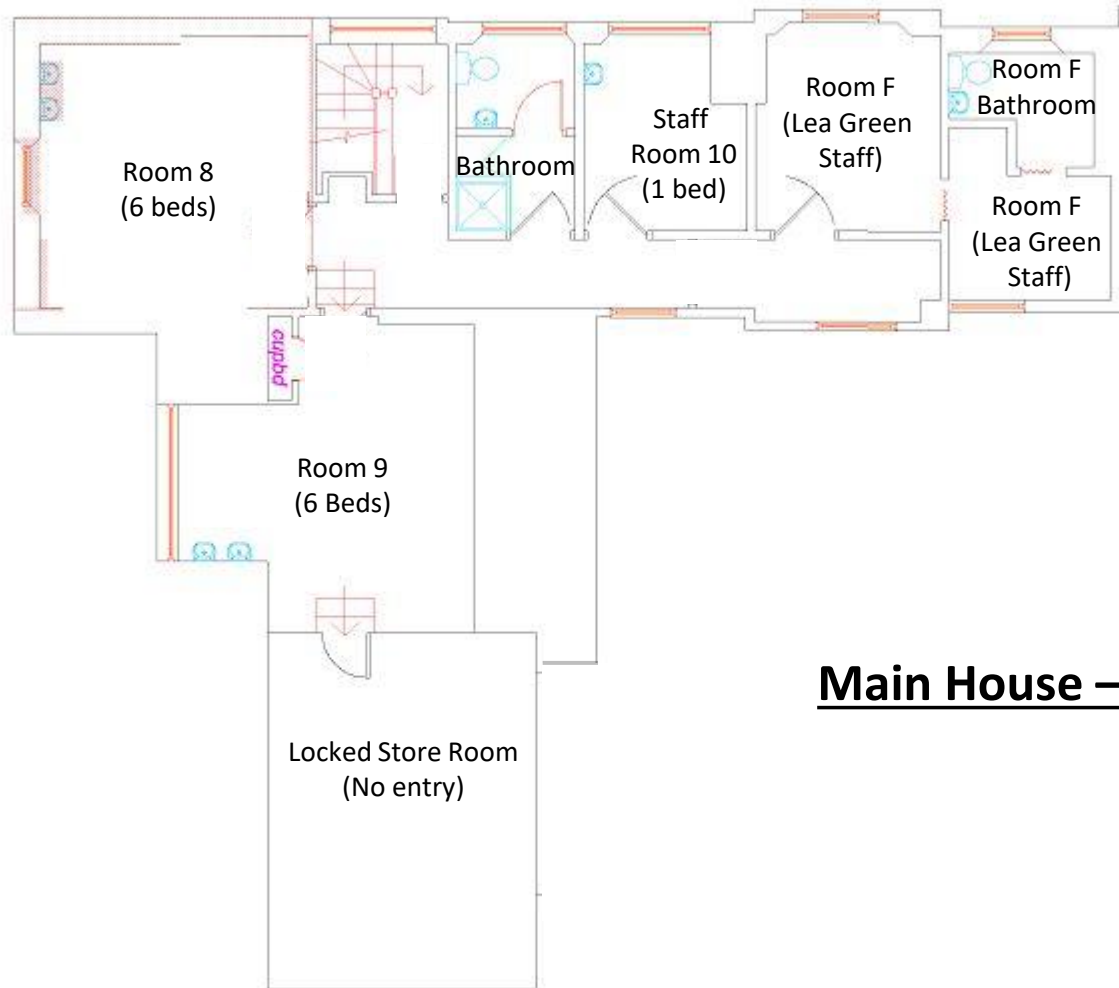 Room 8
(6 beds)
Bathroom
Staff
Room 10
(1 bed)
Room F
(Lea Green
Staff)
Room F
Bathroom
Room F
(Lea Green
Staff)
cuppd
Room 9
(6 Beds)
Main House –
Locked Store Room
(No entry)